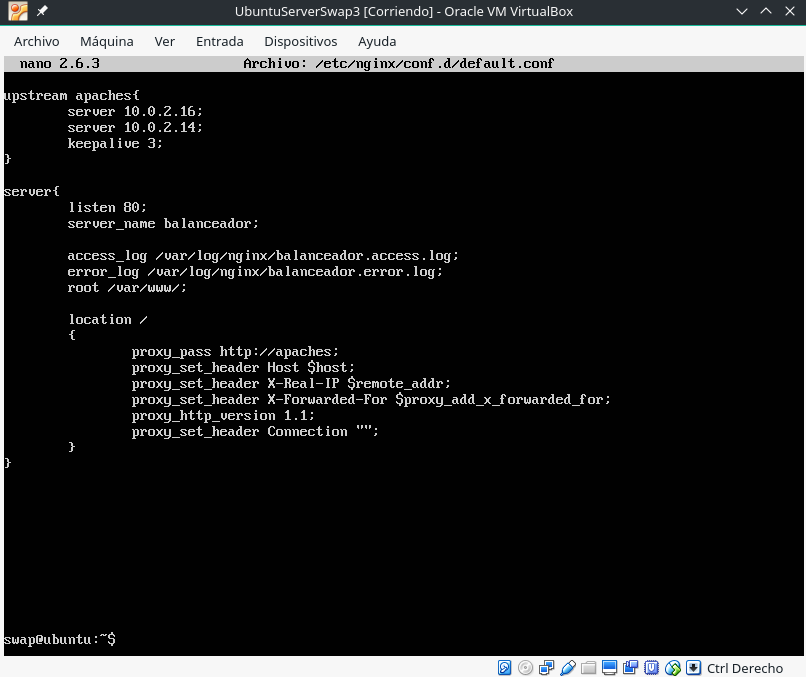 UbuntuServerSwap3 [Corriendo] - Oracle VM VirtualBox
Archivo Máquina Ver Entrada Dispositivos Ayuda
nano 2.6.3 Archivo: /etc/nginx/conf.d/default.conf
upstream apaches{
server 10.0.2.16;
server 10.0.2.14;
keepalive 3;
}
server{
listen 80;
server_name balanceador;
access_log /var/log/nginx/balanceador.access.log;
error_log /var/log/nginx/balanceador.error.log;
root /var/www/;
location /
{
proxy_pass http://apaches;
proxy_set_header Host $host;
proxy_set_header X-Real-IP $remote_addr;
proxy_set_header X-Forwarded-For $proxy_add_x_forwarded_for;
proxy_http_version 1.1;
proxy_set_header Connection "";
}
}
swap@ubuntu:~$
Ctrl Derecho